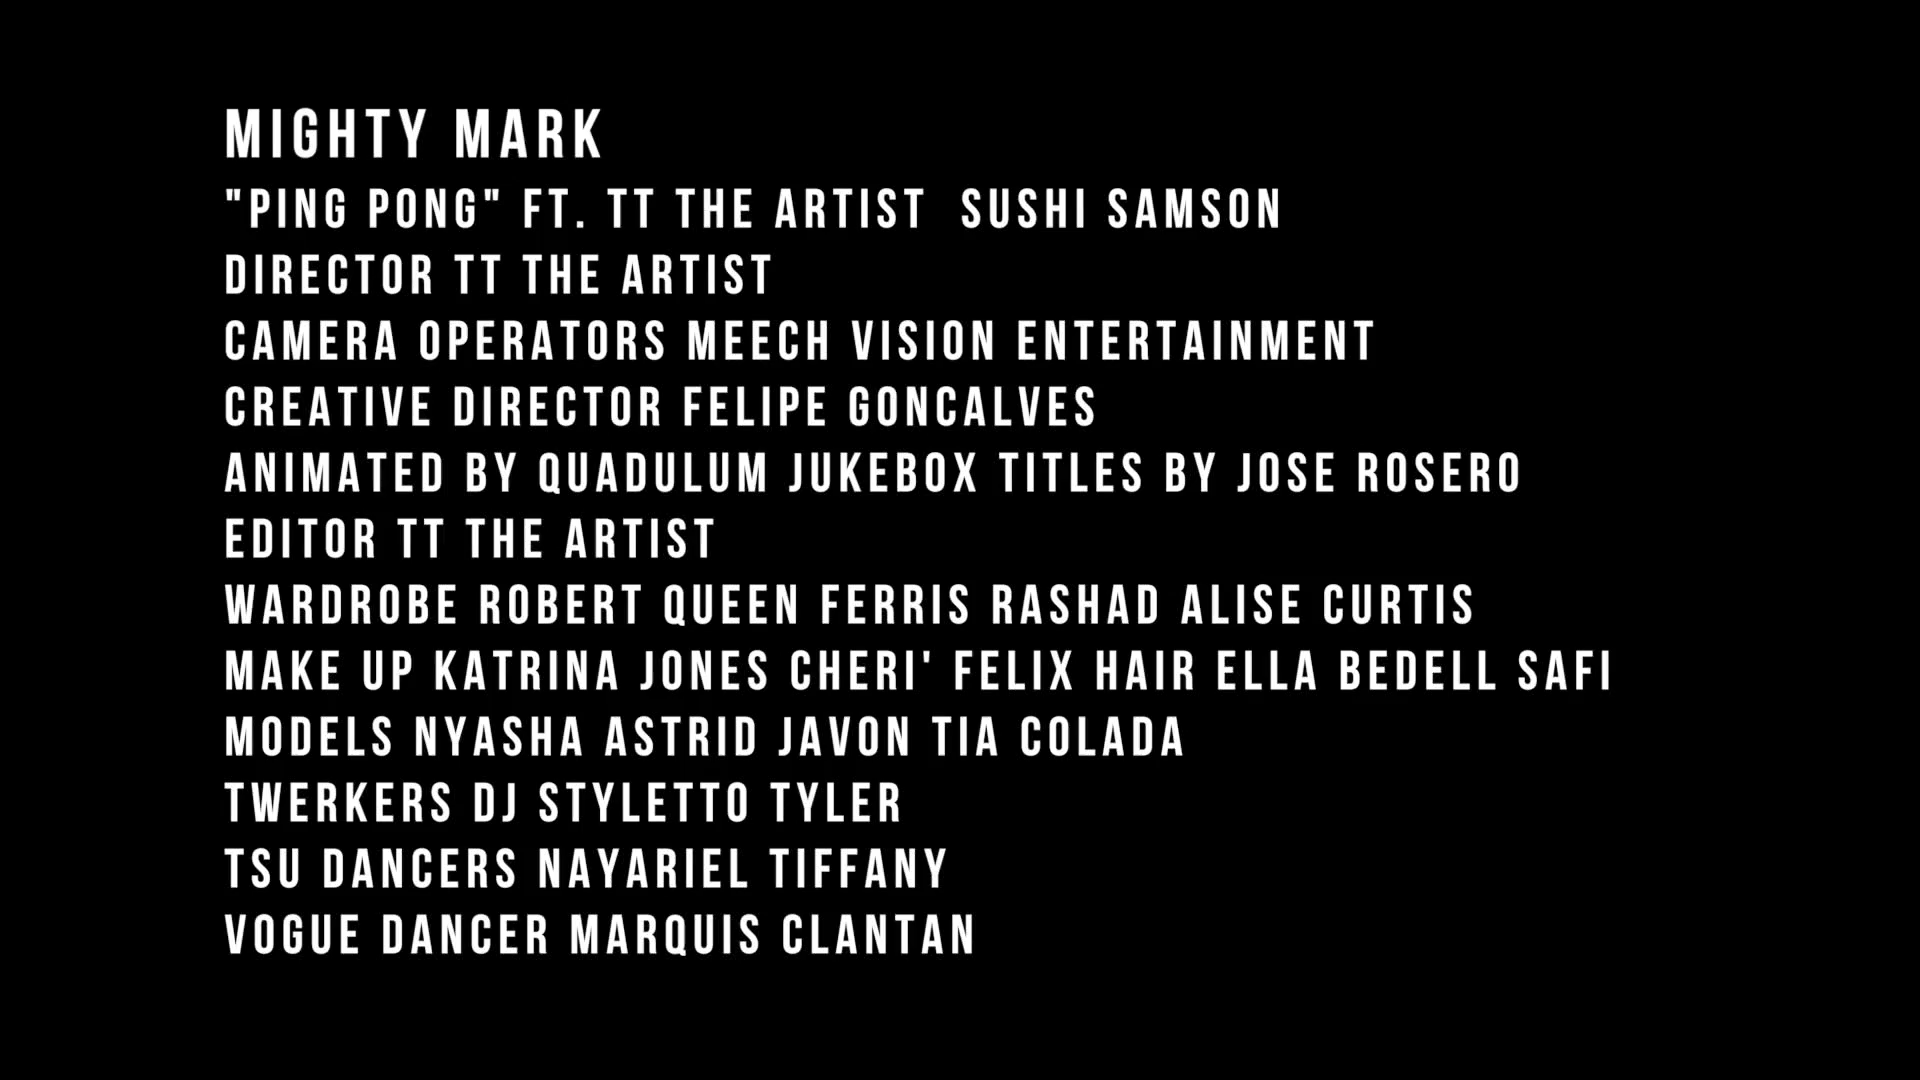 MIGHTY MARK
"PING PONG" FT. TT THE ARTIST  SUSHI SAMSON
DIRECTOR TT THE ARTIST
CAMERA OPERATORS MEECH VISION ENTERTAINMENT
CREATIVE DIRECTOR FELIPE GONCALVES
ANIMATED BY QUADULUM JUKEBOX TITLES BY JOSE ROSERO
EDITOR TT THE ARTIST
WARDROBE ROBERT QUEEN FERRIS RASHAD ALISE CURTIS
MAKE UP KATRINA JONES CHERI' FELIX HAIR ELLA BEDELL SAFI
MODELS NYASHA ASTRID JAVON TIA COLADA
TWERKERS DJ STYLETTO TYLER
TSU DANCERS NAYARIEL TIFFANY
VOGUE DANCER MARQUIS CLANTAN